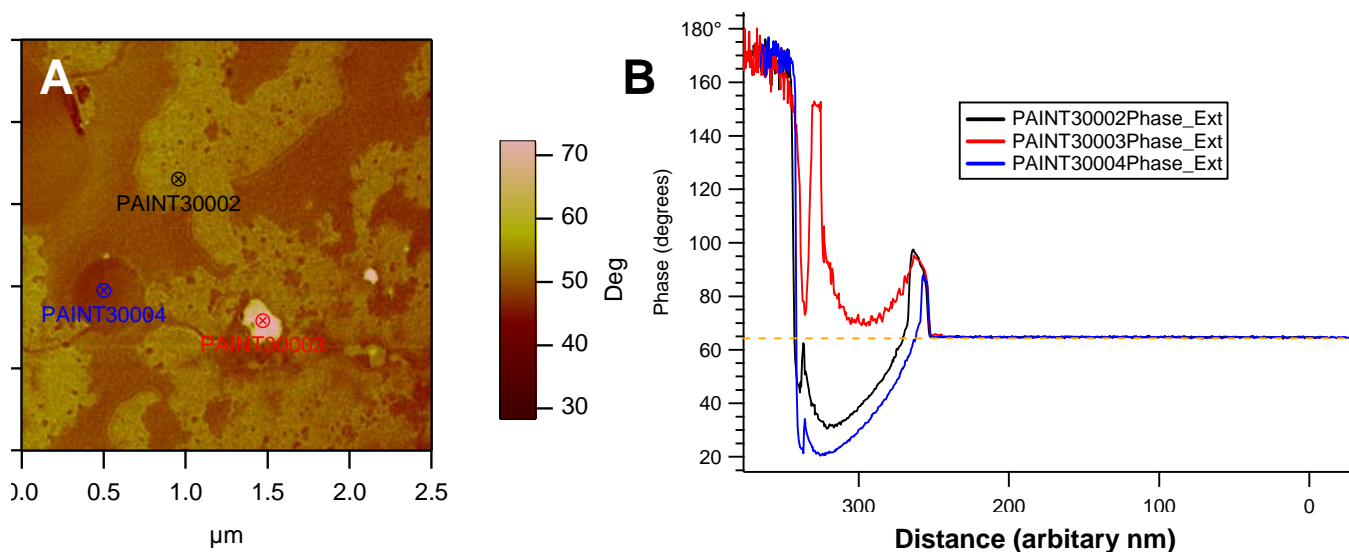 A
PAINT30002
PAINT30004
PAINT30003
0.0 0.5 1.0 1.5 2.0 2.5
µm
70
60
50
40
30
Deg
B
180°
160
140
120
100
80
60
40
20
Phase (degrees)
PAINT30002Phase_Ext
PAINT30003Phase_Ext
PAINT30004Phase_Ext
300 200 100 0
Distance (arbitary nm)